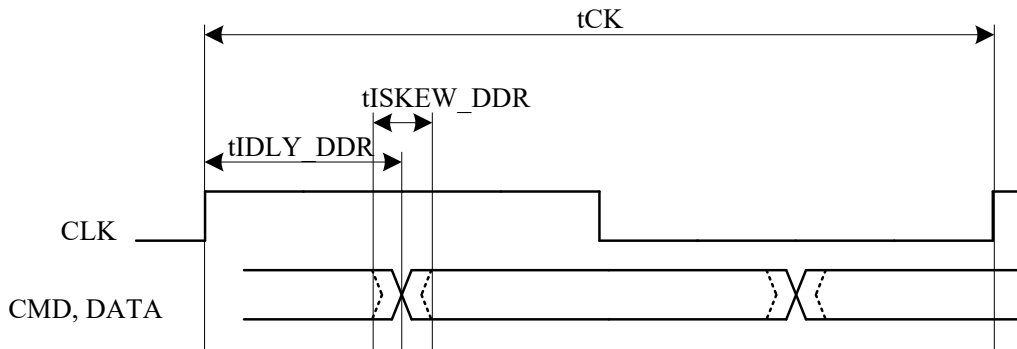 tCK
tISKEW_DDR
tIDLY_DDR
CLK
CMD, DATA